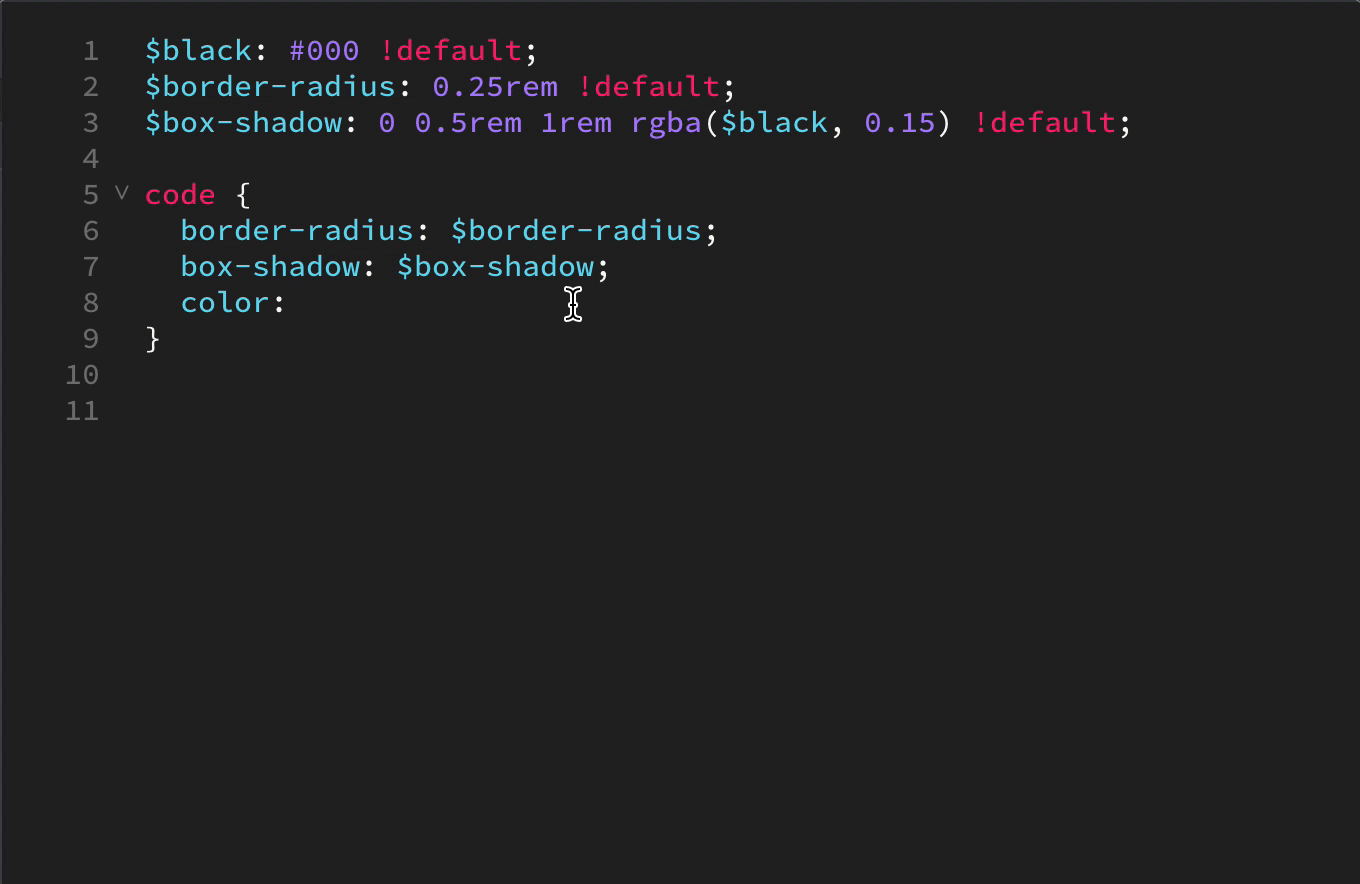 1 $black: #000 !default;
2 $border-radius: 0.25rem !default;
3 $box-shadow: 0 0.5rem 1rem rgba($black, 0.15) !default;
4
5 code {
6   border-radius: $border-radius;
7   box-shadow: $box-shadow;
8   color:
9 }
10
11